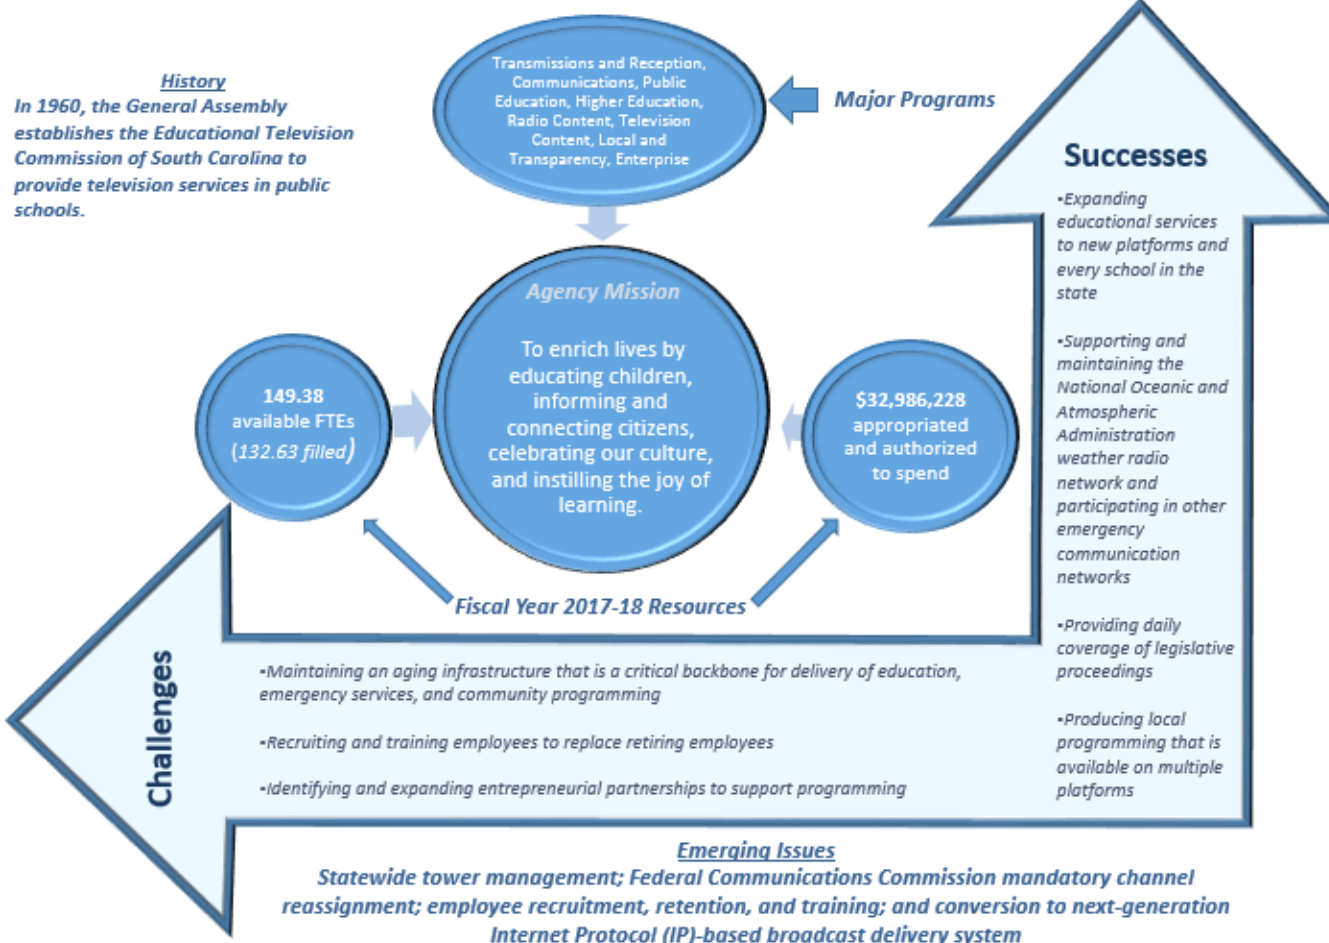 History
In 1960, the General Assembly
establishes the Educational Television
Commission of South Carolina to
provide television services in public
schools.
Transmissions and Reception,
Communications, Public
Education, Higher Education,
Radio Content, Television
Content, Local and
Transparency, Enterprise
Major Programs
Agency Mission
To enrich lives by
educating children,
informing and
connecting citizens,
celebrating our culture,
and instilling the joy of
learning.
149.38
available FTEs
(132.63 filled)
$32,986,228
appropriated
and authorized
to spend
Fiscal Year 2017-18 Resources
Successes
▪Expanding
educational services
to new platforms and
every school in the
state
▪Supporting and
maintaining the
National Oceanic and
Atmospheric
Administration
weather radio
network and
participating in other
emergency
communication
networks
▪Providing daily
coverage of legislative
proceedings
▪Producing local
programming that is
available on multiple
platforms
Challenges
▪Maintaining an aging infrastructure that is a critical backbone for delivery of education,
emergency services, and community programming
▪Recruiting and training employees to replace retiring employees
▪Identifying and expanding entrepreneurial partnerships to support programming
Emerging Issues
Statewide tower management; Federal Communications Commission mandatory channel
reassignment; employee recruitment, retention, and training; and conversion to next-generation
Internet Protocol (IP)-based broadcast delivery system